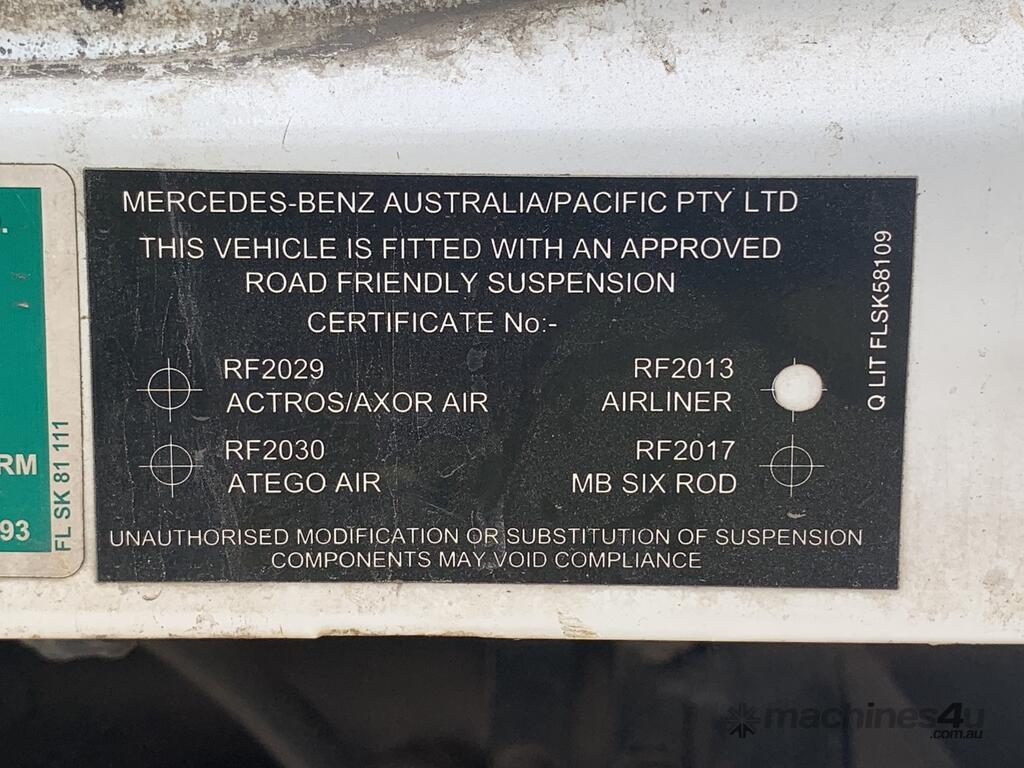 MERCEDES-BENZ AUSTRALIA/PACIFIC PTY LTD
THIS VEHICLE IS FITTED WITH AN APPROVED
ROAD FRIENDLY SUSPENSION
CERTIFICATE No:-
RF2029
ACTROS/AXOR AIR
RF2013
AIRLINER
RF2030
ATEGO AIR
RF2017
MB SIX ROD
UNAUTHORISED MODIFICATION OR SUBSTITUTION OF SUSPENSION
COMPONENTS MAY VOID COMPLIANCE
Q LIT FLSK58109
RM
93
FL SK 81 111
machines4u
.com.au